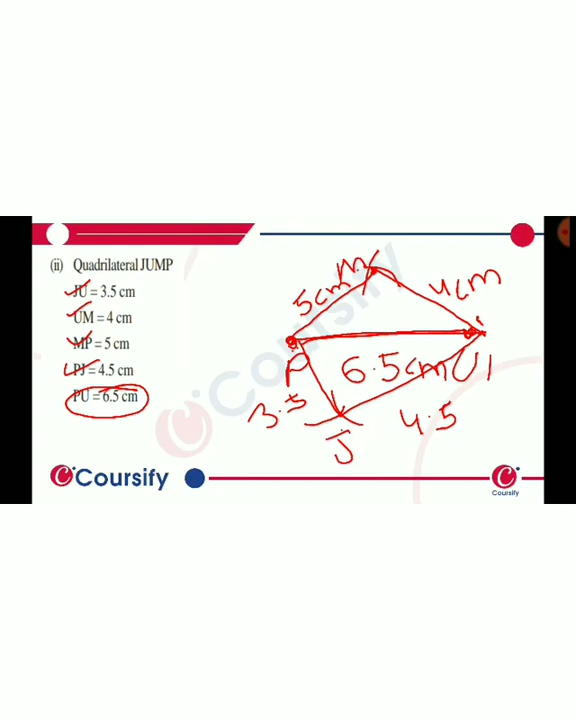 (ii) Quadrilateral JUMP
JU = 3.5 cm
UM = 4 cm
MP = 5 cm
PJ = 4.5 cm
PU = 6.5 cm
M
5cm
4cm
P
6.5cm
U
3.5
4.5
J
Coursify
Coursify
Coursify